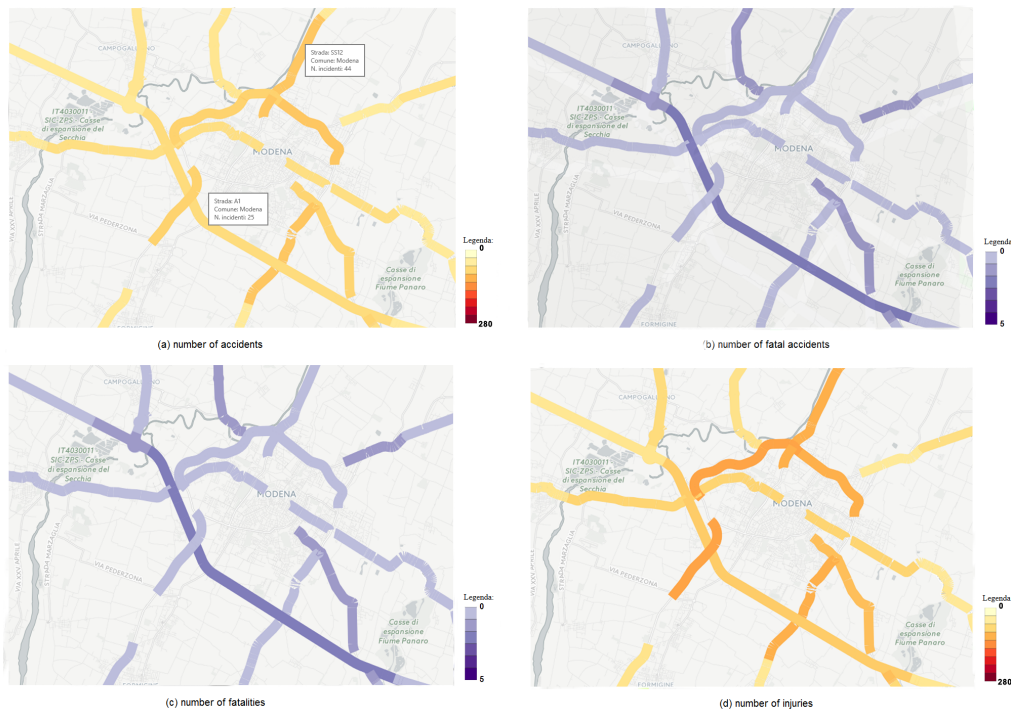 CAMPOGALLIANO
Strada: SS12
Comune: Modena
N. incidenti: 44
IT4030011
SIC-ZPS - Casse
di espansione del
Secchia
MODENA
Strada: A1
Comune: Modena
N. incidenti: 25
VIA XXV APRILE
STRADA MARZAGLIA
VIA PEDERZONA
Casse di
espansione
Fiume Panaro
FORMIGINE
Legenda:
0
280
(a) number of accidents
IT4030011
SIC-ZPS - Casse
di espansione del
Secchia
MODENA
VIA XXV APRILE
STRADA MARZAGLIA
VIA PEDERZONA
Casse di
espansione
Fiume Panaro
FORMIGINE
Legenda:
0
5
b) number of fatal accidents
IT4030011
SIC-ZPS - Casse
di espansione del
Secchia
MODENA
VIA XXV APRILE
STRADA MARZAGLIA
VIA PEDERZONA
Casse di
espansione
Fiume Panaro
FORMIGINE
Legenda:
0
5
(c) number of fatalities
IT4030011
SIC-ZPS - Casse
di espansione del
Secchia
MODENA
STRADA MARZAGLIA
VIA PEDERZONA
Casse di
espansione
Fiume Panaro
FORMIGINE
Legenda:
0
280
(d) number of injuries